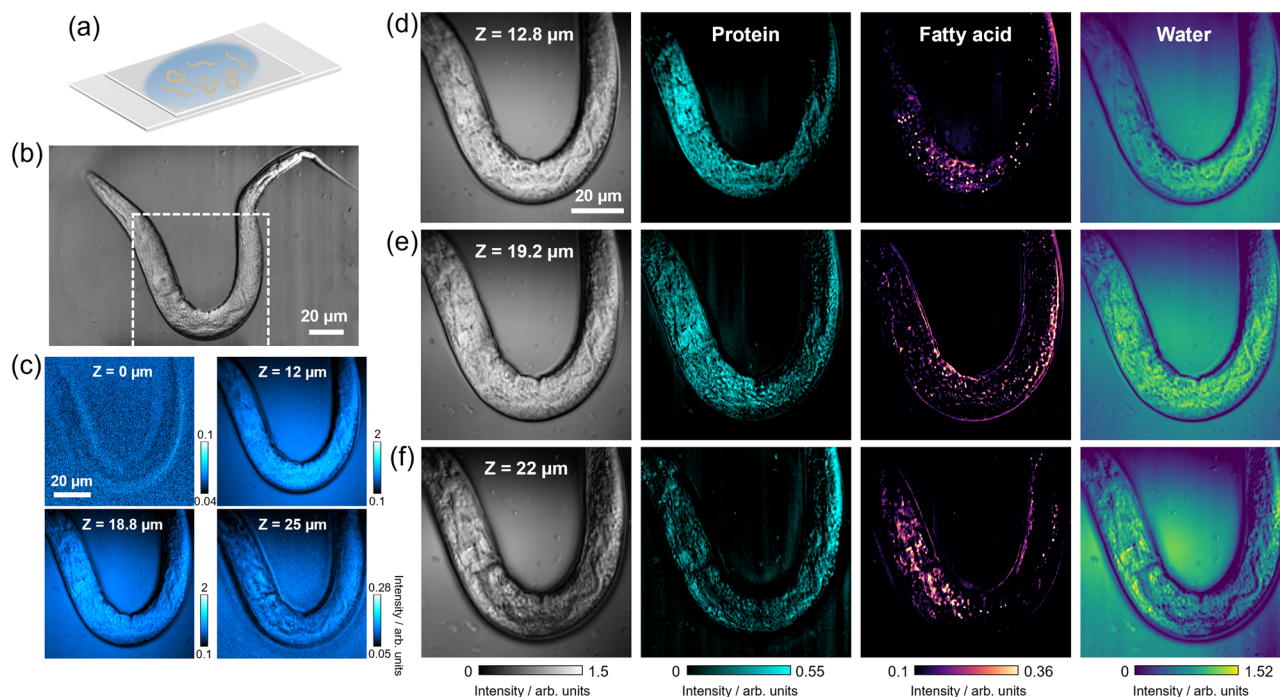 (a)
(b)
20 µm
(c)
Z = 0 µm
20 µm
0.1
0.04
Z = 12 µm
2
0.1
Z = 18.8 µm
2
0.1
Z = 25 µm
0.28
0.05
Intensity / arb. units
(d)
Z = 12.8 µm
20 µm
Protein
Fatty acid
Water
(e)
Z = 19.2 µm
(f)
Z = 22 µm
0 1.5
Intensity / arb. units
0 0.55
Intensity / arb. units
0.1 0.36
Intensity / arb. units
0 1.52
Intensity / arb. units